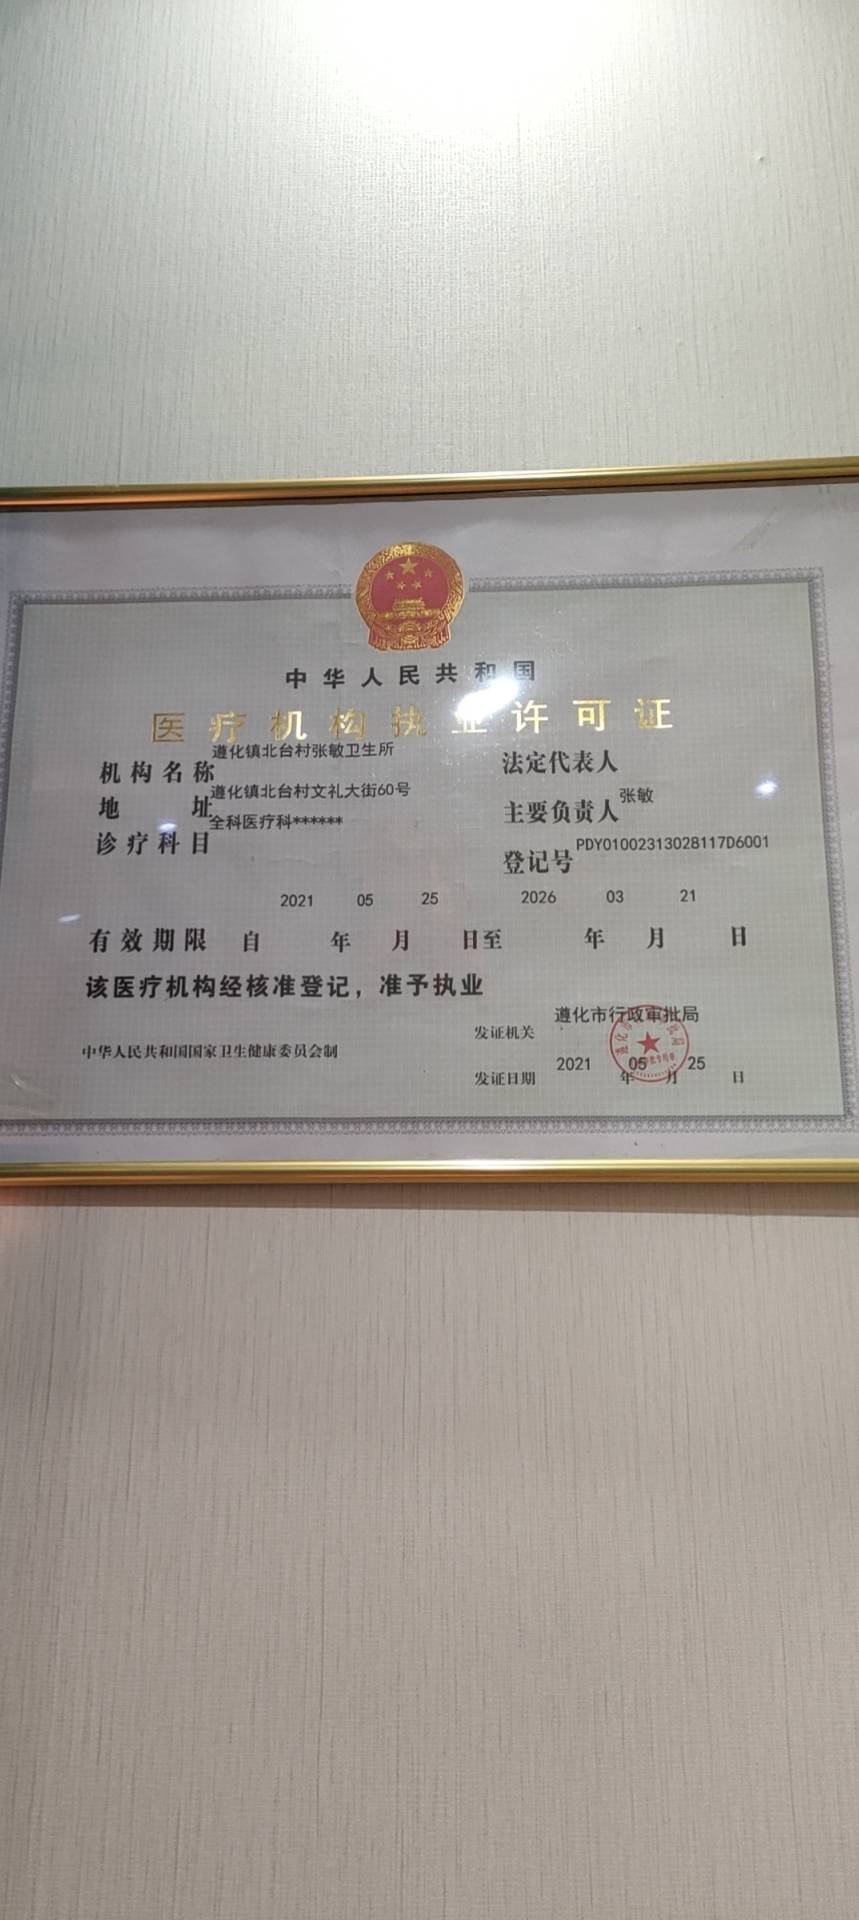 中华人民共和国
医疗机构执业许可证
机构名称 遵化镇北台村张敏卫生所
法定代表人
地址 遵化镇北台村文礼大街60号
主要负责人 张敏
诊疗科目 全科医疗科******
登记号 PDY01002313028117D6001
有效期限 自 2021 年 05 月 25 日至 2026 年 03 月 21 日
该医疗机构经核准登记，准予执业
发证机关 遵化市行政审批局
中华人民共和国国家卫生健康委员会制
发证日期 2021 年 05 月 25 日